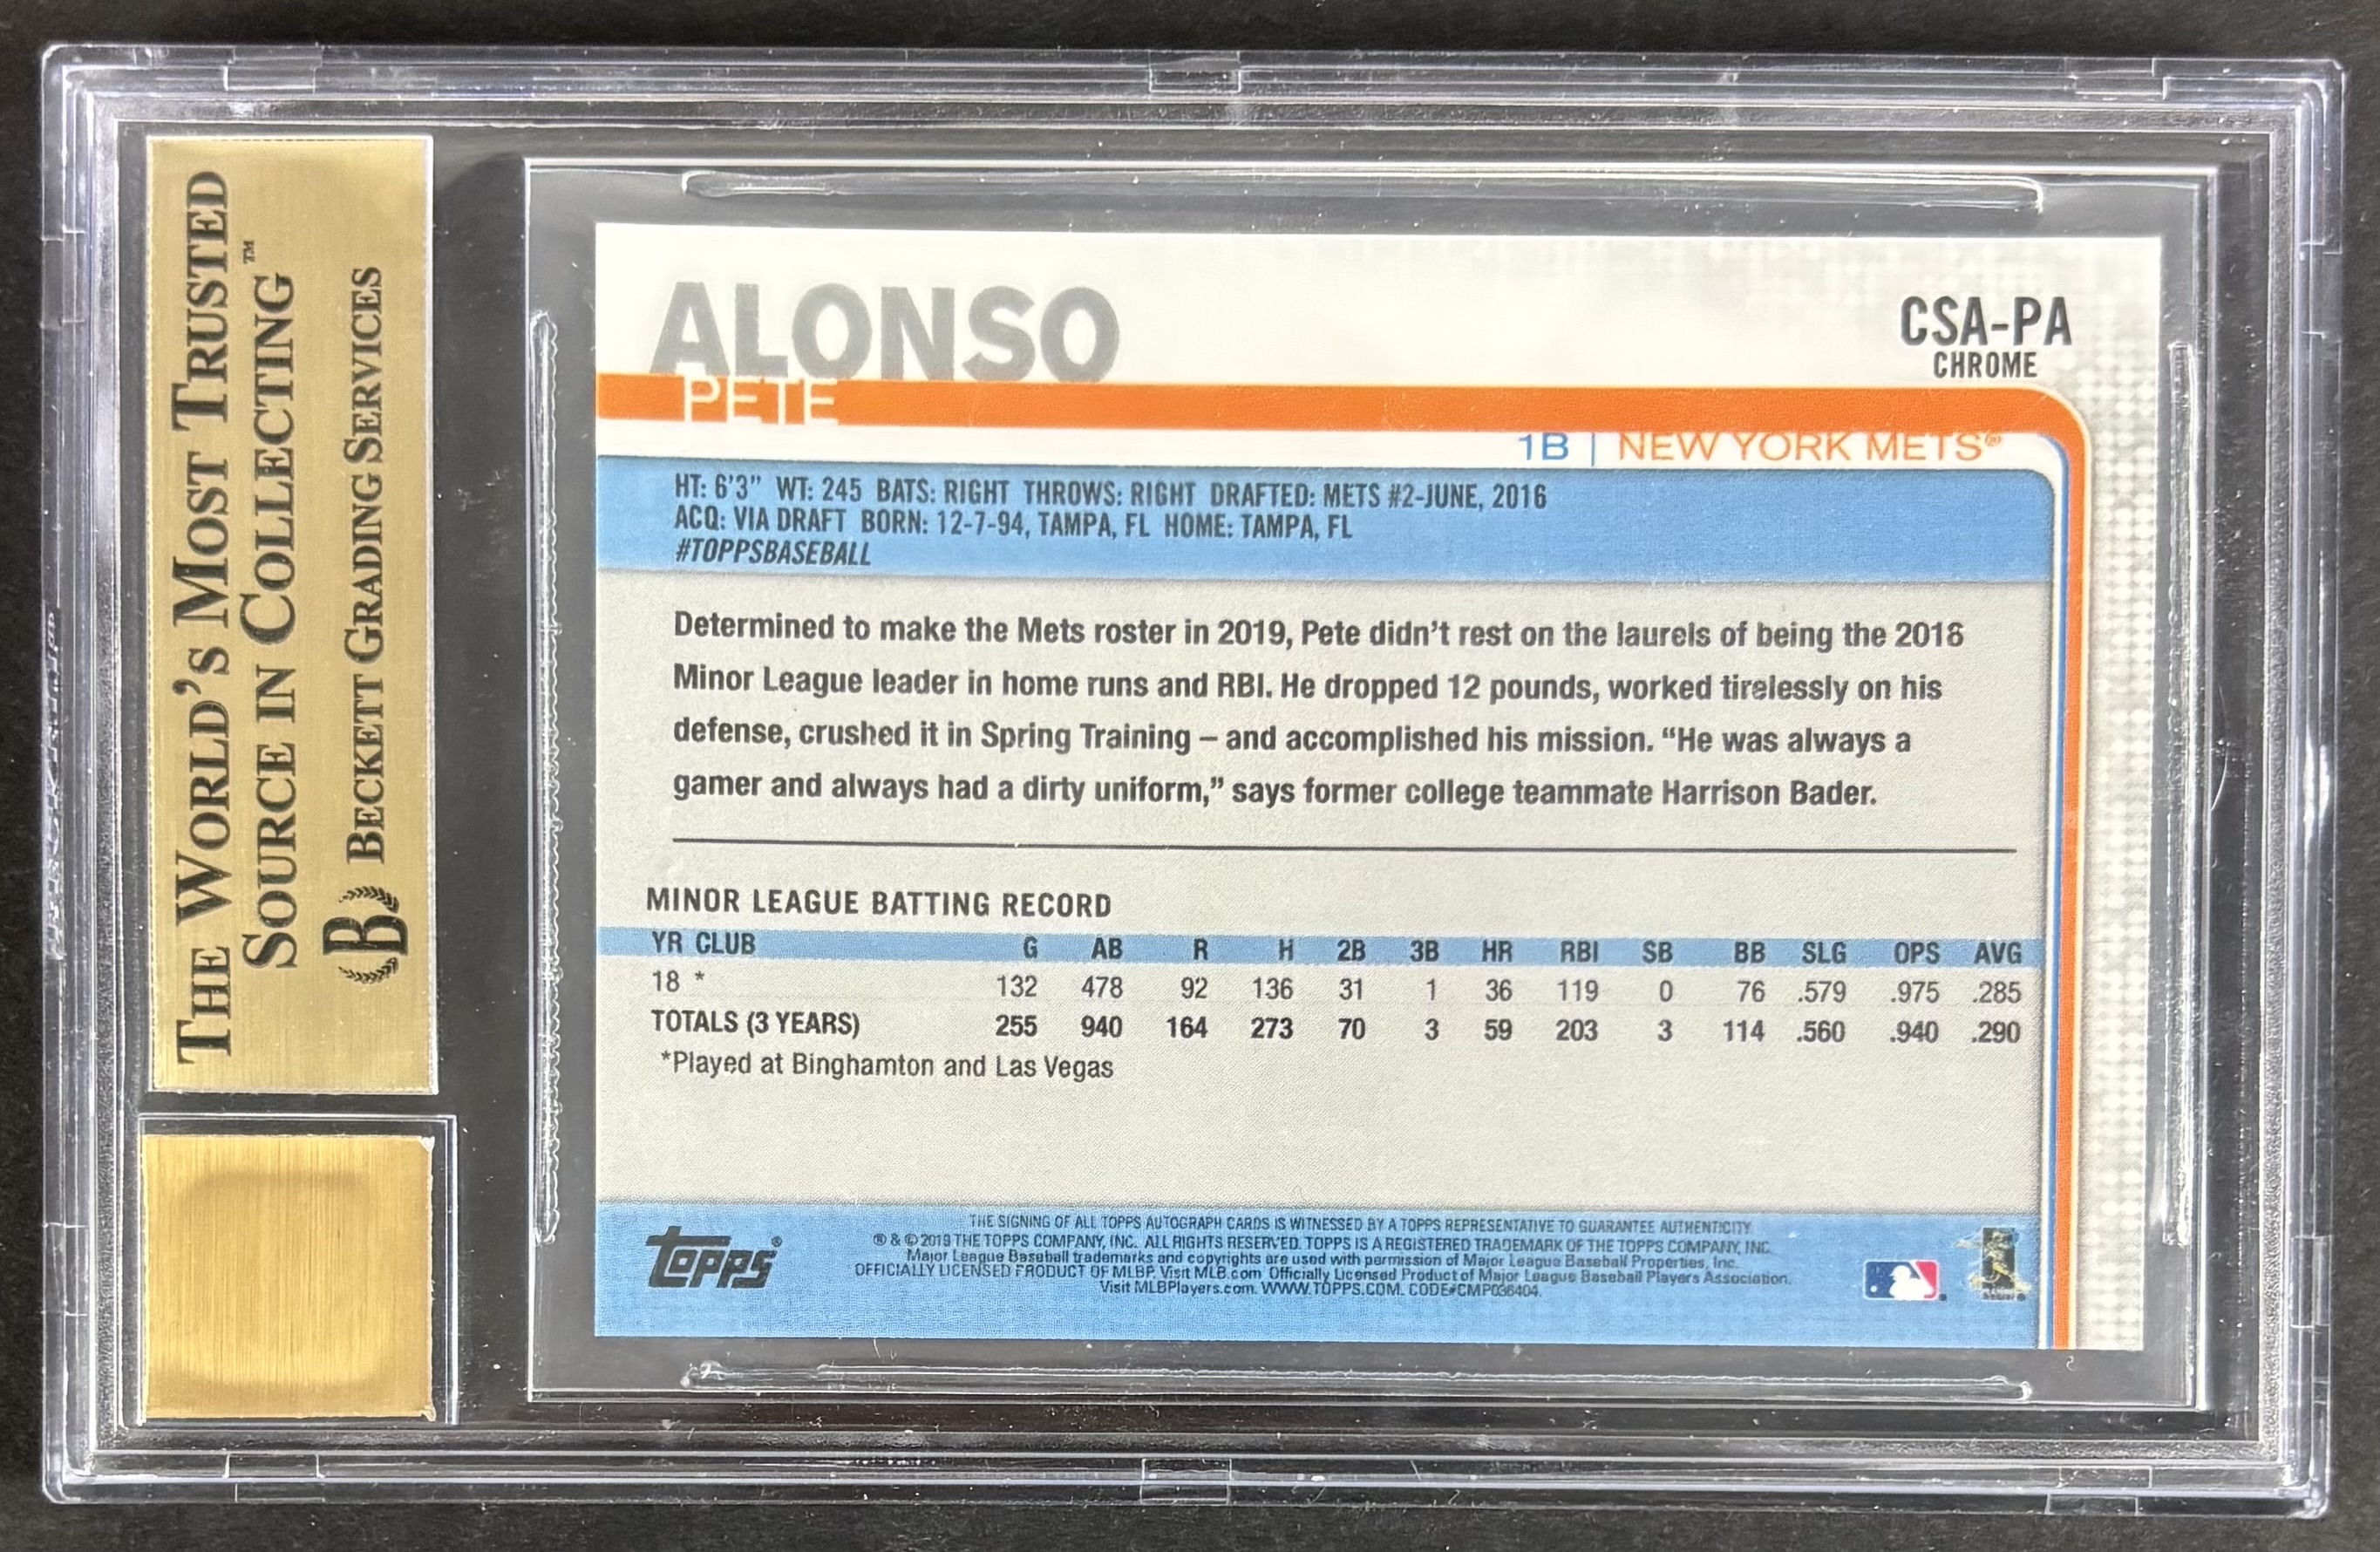 THE WORLD'S MOST TRUSTED
SOURCE IN COLLECTING™
B BECKETT GRADING SERVICES
ALONSO
PETE
CSA-PA
CHROME
1B | NEW YORK METS®
HT: 6'3" WT: 245 BATS: RIGHT THROWS: RIGHT DRAFTED: METS #2-JUNE, 2016
ACQ: VIA DRAFT BORN: 12-7-94, TAMPA, FL HOME: TAMPA, FL
#TOPPSBASEBALL
Determined to make the Mets roster in 2019, Pete didn't rest on the laurels of being the 2018
Minor League leader in home runs and RBI. He dropped 12 pounds, worked tirelessly on his
defense, crushed it in Spring Training – and accomplished his mission. “He was always a
gamer and always had a dirty uniform,” says former college teammate Harrison Bader.
MINOR LEAGUE BATTING RECORD
YR CLUB G AB R H 2B 3B HR RBI SB BB SLG OPS AVG
18 * 132 478 92 136 31 1 36 119 0 76 .579 .975 .285
TOTALS (3 YEARS) 255 940 164 273 70 3 59 203 3 114 .560 .940 .290
*Played at Binghamton and Las Vegas
topps®
THE SIGNING OF ALL TOPPS AUTOGRAPH CARDS IS WITNESSED BY A TOPPS REPRESENTATIVE TO GUARANTEE AUTHENTICITY
® & © 2019 THE TOPPS COMPANY, INC. ALL RIGHTS RESERVED. TOPPS IS A REGISTERED TRADEMARK OF THE TOPPS COMPANY, INC.
Major League Baseball trademarks and copyrights are used with permission of Major League Baseball Properties, Inc.
OFFICIALLY LICENSED PRODUCT OF MLBP. Visit MLB.com Officially Licensed Product of Major League Baseball Players Association.
Visit MLBPlayers.com. WWW.TOPPS.COM. CODE#CMP036404.